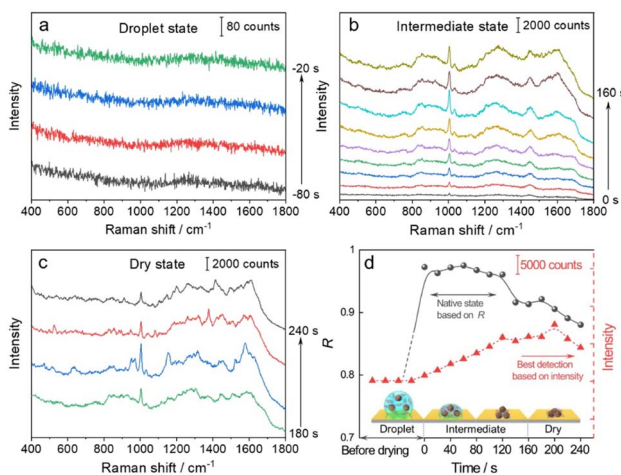 a
Droplet state
80 counts
-20 s
-80 s
Intensity
400 600 800 1000 1200 1400 1600 1800
Raman shift / cm⁻¹
b
Intermediate state
2000 counts
160 s
0 s
Intensity
400 600 800 1000 1200 1400 1600 1800
Raman shift / cm⁻¹
c
Dry state
2000 counts
240 s
180 s
Intensity
400 600 800 1000 1200 1400 1600 1800
Raman shift / cm⁻¹
d
5000 counts
1
0.9
0.8
0.7
R
Intensity
Native state
based on R
Best detection
based on intensity
Droplet
Intermediate
Dry
0 40 80 120 160 200 240
Before drying
Time / s